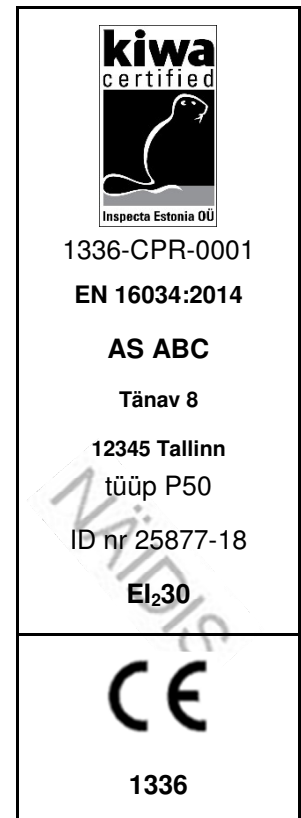 kiwa
certified
Inspecta Estonia OÜ
1336-CPR-0001
EN 16034:2014
AS ABC
Tänav 8
12345 Tallinn
tüüp P50
ID nr 25877-18
EI₂30
NÄIDIS
CE
1336